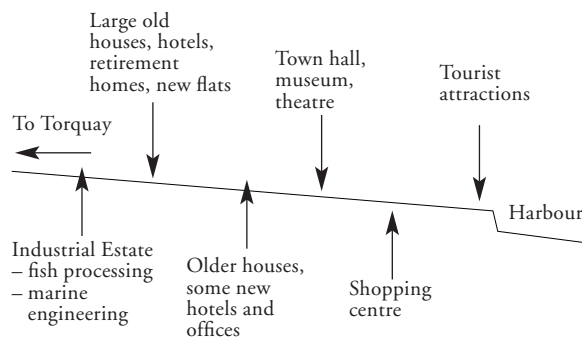 Large old
houses, hotels,
retirement
homes, new flats
Town hall,
museum,
theatre
Tourist
attractions
To Torquay
Harbour
Industrial Estate
– fish processing
– marine
engineering
Older houses,
some new
hotels and
offices
Shopping
centre